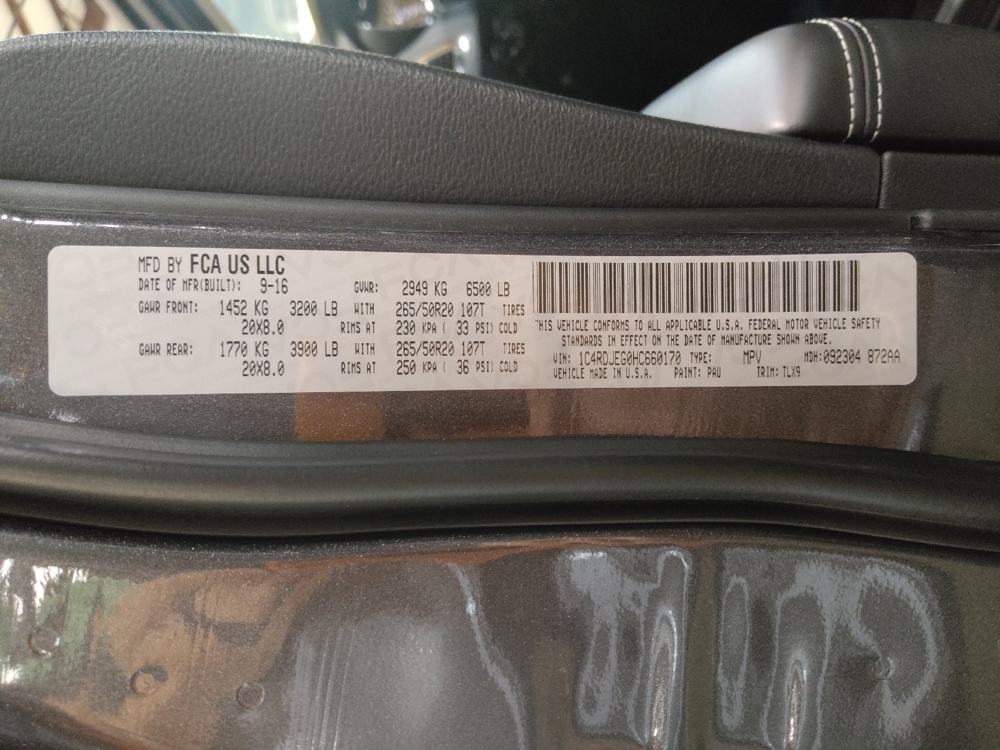 MFD BY FCA US LLC
DATE OF MFR(BUILT): 9-16 GVWR: 2949 KG 6500 LB
GAWR FRONT: 1452 KG 3200 LB WITH 265/50R20 107T TIRES
20X8.0 RIMS AT 230 KPA ( 33 PSI) COLD
GAWR REAR: 1770 KG 3900 LB WITH 265/50R20 107T TIRES
20X8.0 RIMS AT 250 KPA ( 36 PSI) COLD
THIS VEHICLE CONFORMS TO ALL APPLICABLE U.S.A. FEDERAL MOTOR VEHICLE SAFETY
STANDARDS IN EFFECT ON THE DATE OF MANUFACTURE SHOWN ABOVE.
VIN: 1C4RDJEG0HC660170 TYPE: MPV MDH:092304 872AA
VEHICLE MADE IN U.S.A. PAINT: PAU TRIM: TLX9